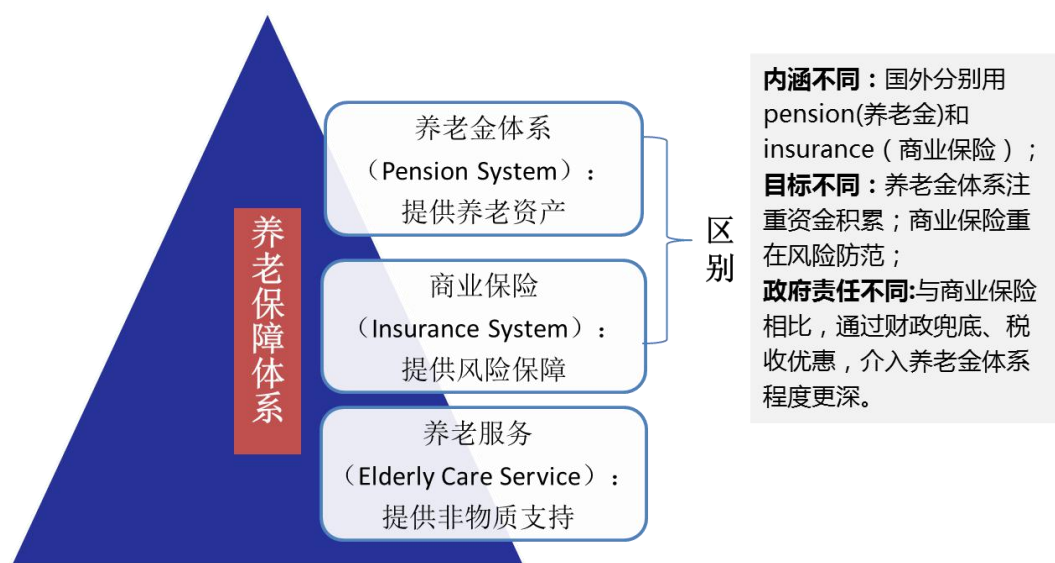 养老保障体系
养老金体系
（Pension System）：
提供养老资产
商业保险
（Insurance System）：
提供风险保障
养老服务
（Elderly Care Service）：
提供非物质支持
区别
内涵不同：国外分别用
pension(养老金)和
insurance（商业保险）；
目标不同：养老金体系注
重资金积累；商业保险重
在风险防范；
政府责任不同:与商业保险
相比，通过财政兜底、税
收优惠，介入养老金体系
程度更深。